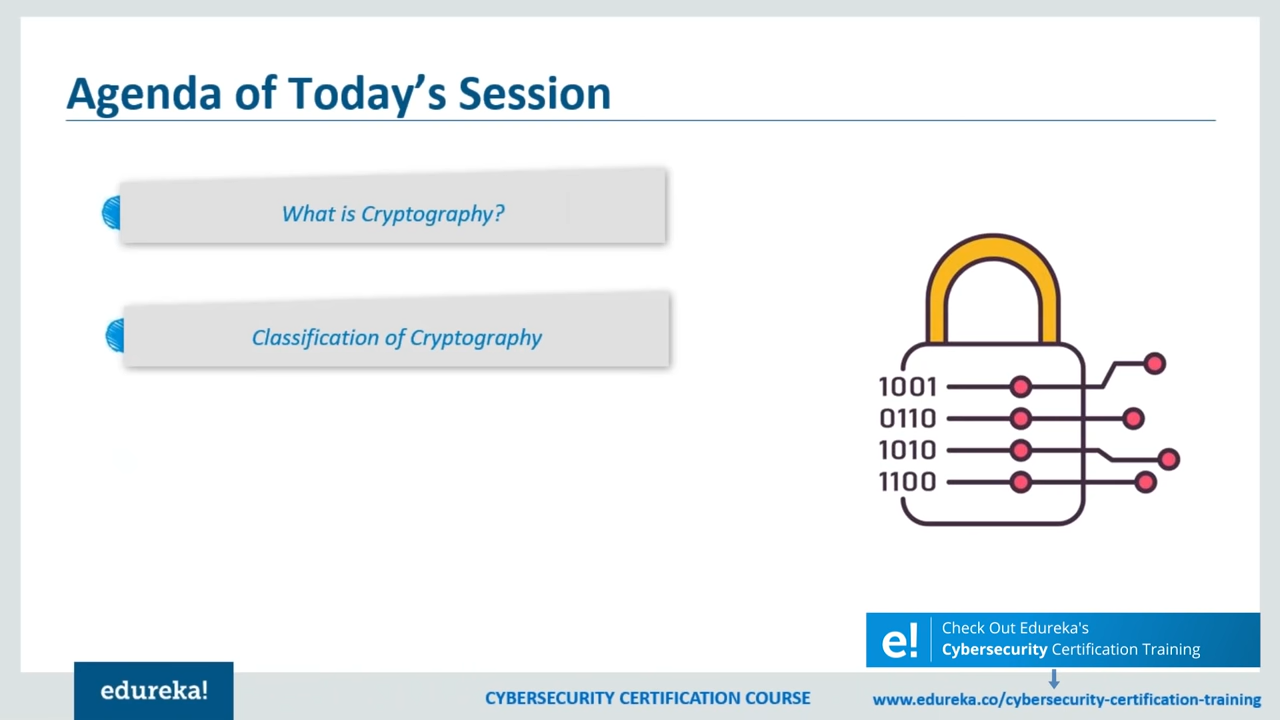 Agenda of Today’s Session
What is Cryptography?
Classification of Cryptography
1001
0110
1010
1100
e!
Check Out Edureka's
Cybersecurity Certification Training
edureka!
CYBERSECURITY CERTIFICATION COURSE
www.edureka.co/cybersecurity-certification-training